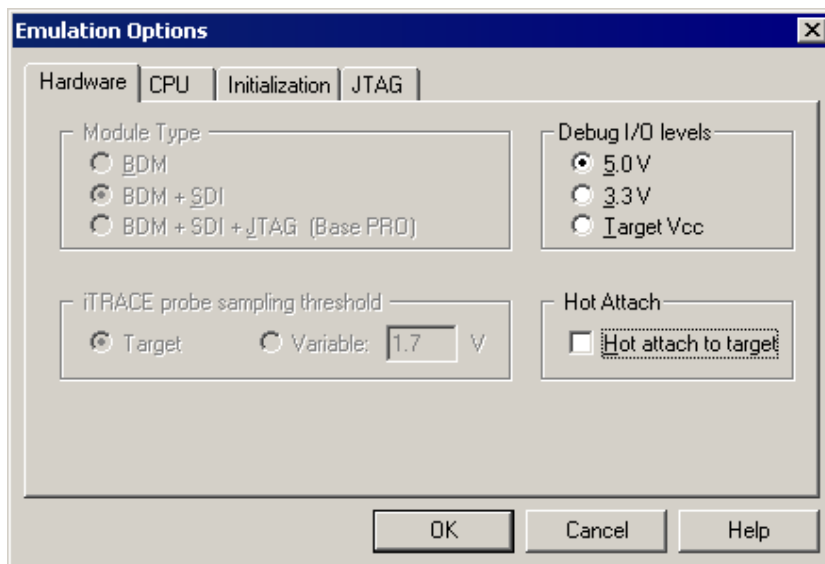 Emulation Options
Hardware CPU Initialization JTAG
Module Type
BDM
BDM + SDI
BDM + SDI + JTAG (Base PRO)
Debug I/O levels
5.0 V
3.3 V
Target Vcc
iTRACE probe sampling threshold
Target Variable: 1.7 V
Hot Attach
Hot attach to target
OK Cancel Help